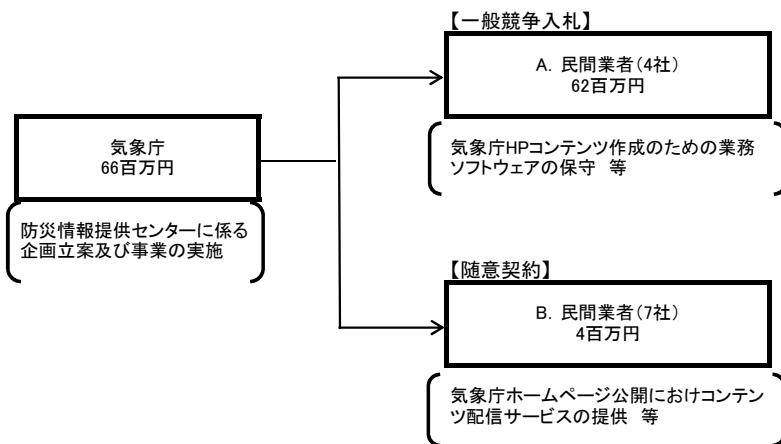 【一般競争入札】
A. 民間業者(4社)
62百万円
気象庁HPコンテンツ作成のための業務
ソフトウェアの保守 等
気象庁
66百万円
防災情報提供センターに係る
企画立案及び事業の実施
【随意契約】
B. 民間業者(7社)
4百万円
気象庁ホームページ公開におけコンテン
ツ配信サービスの提供 等